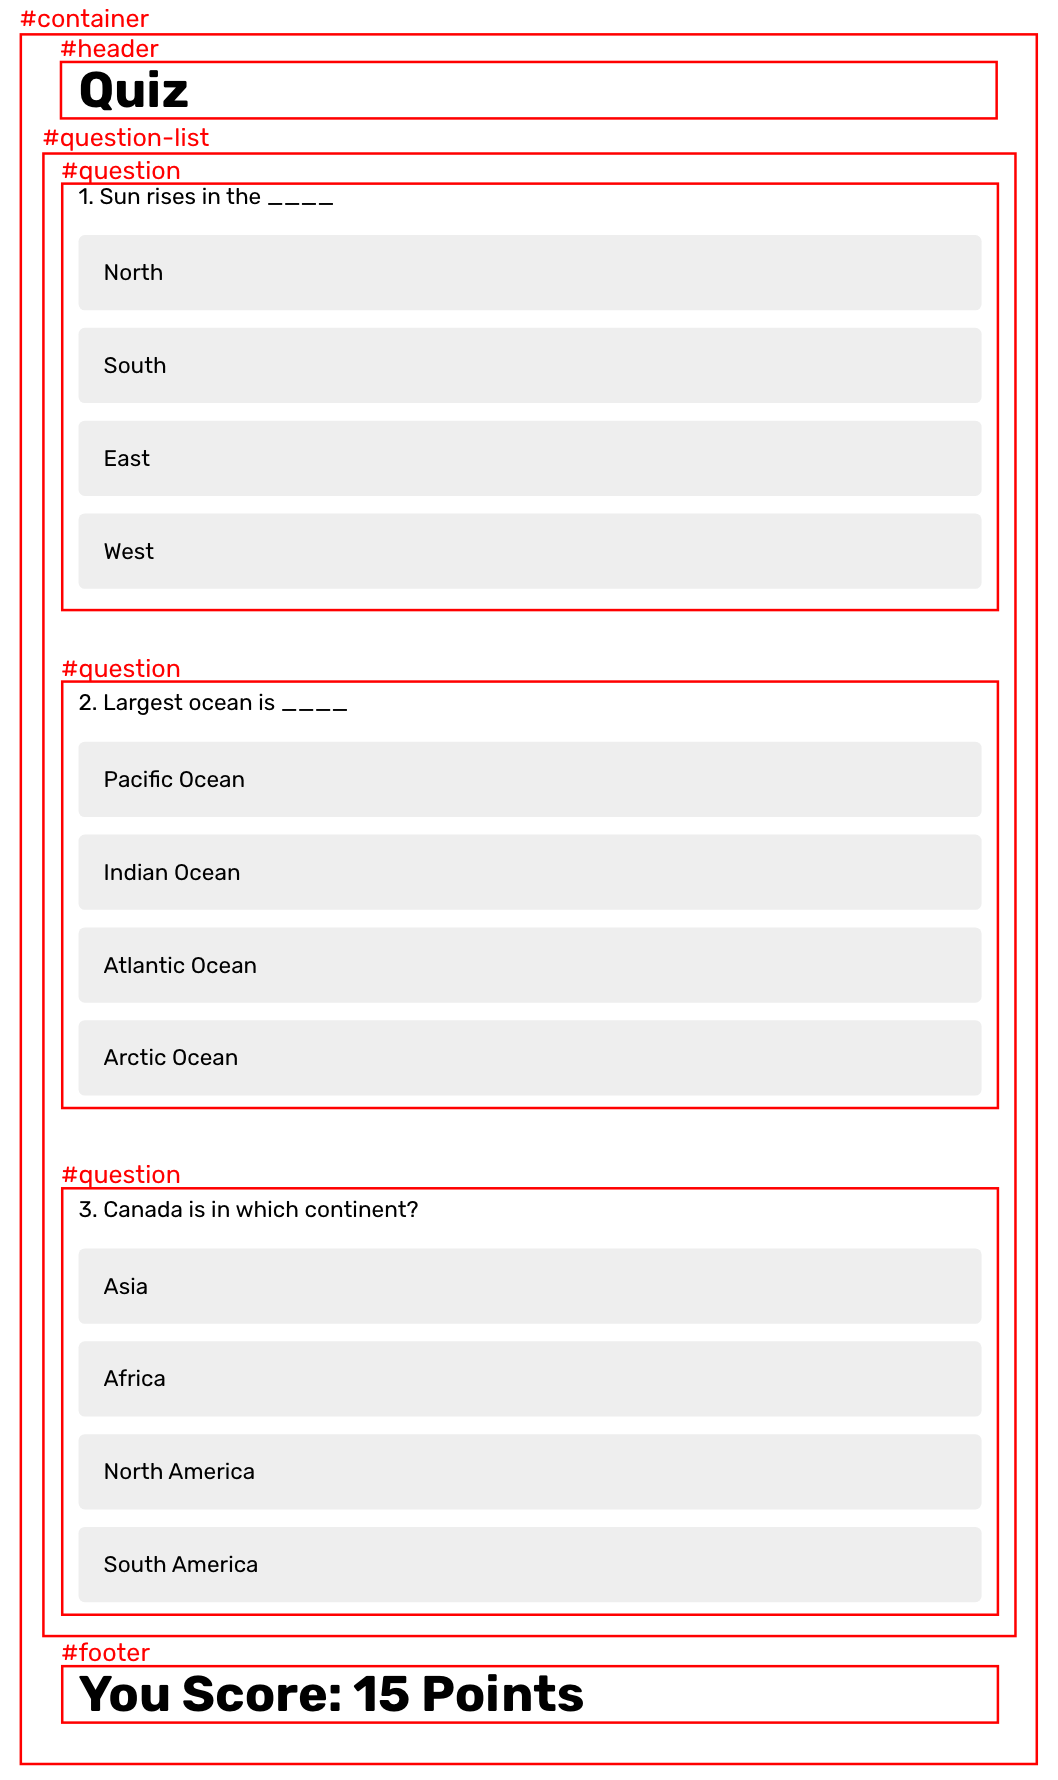 #container
#header
Quiz
#question-list
#question
1. Sun rises in the ____
North
South
East
West
#question
2. Largest ocean is ____
Pacific Ocean
Indian Ocean
Atlantic Ocean
Arctic Ocean
#question
3. Canada is in which continent?
Asia
Africa
North America
South America
#footer
You Score: 15 Points